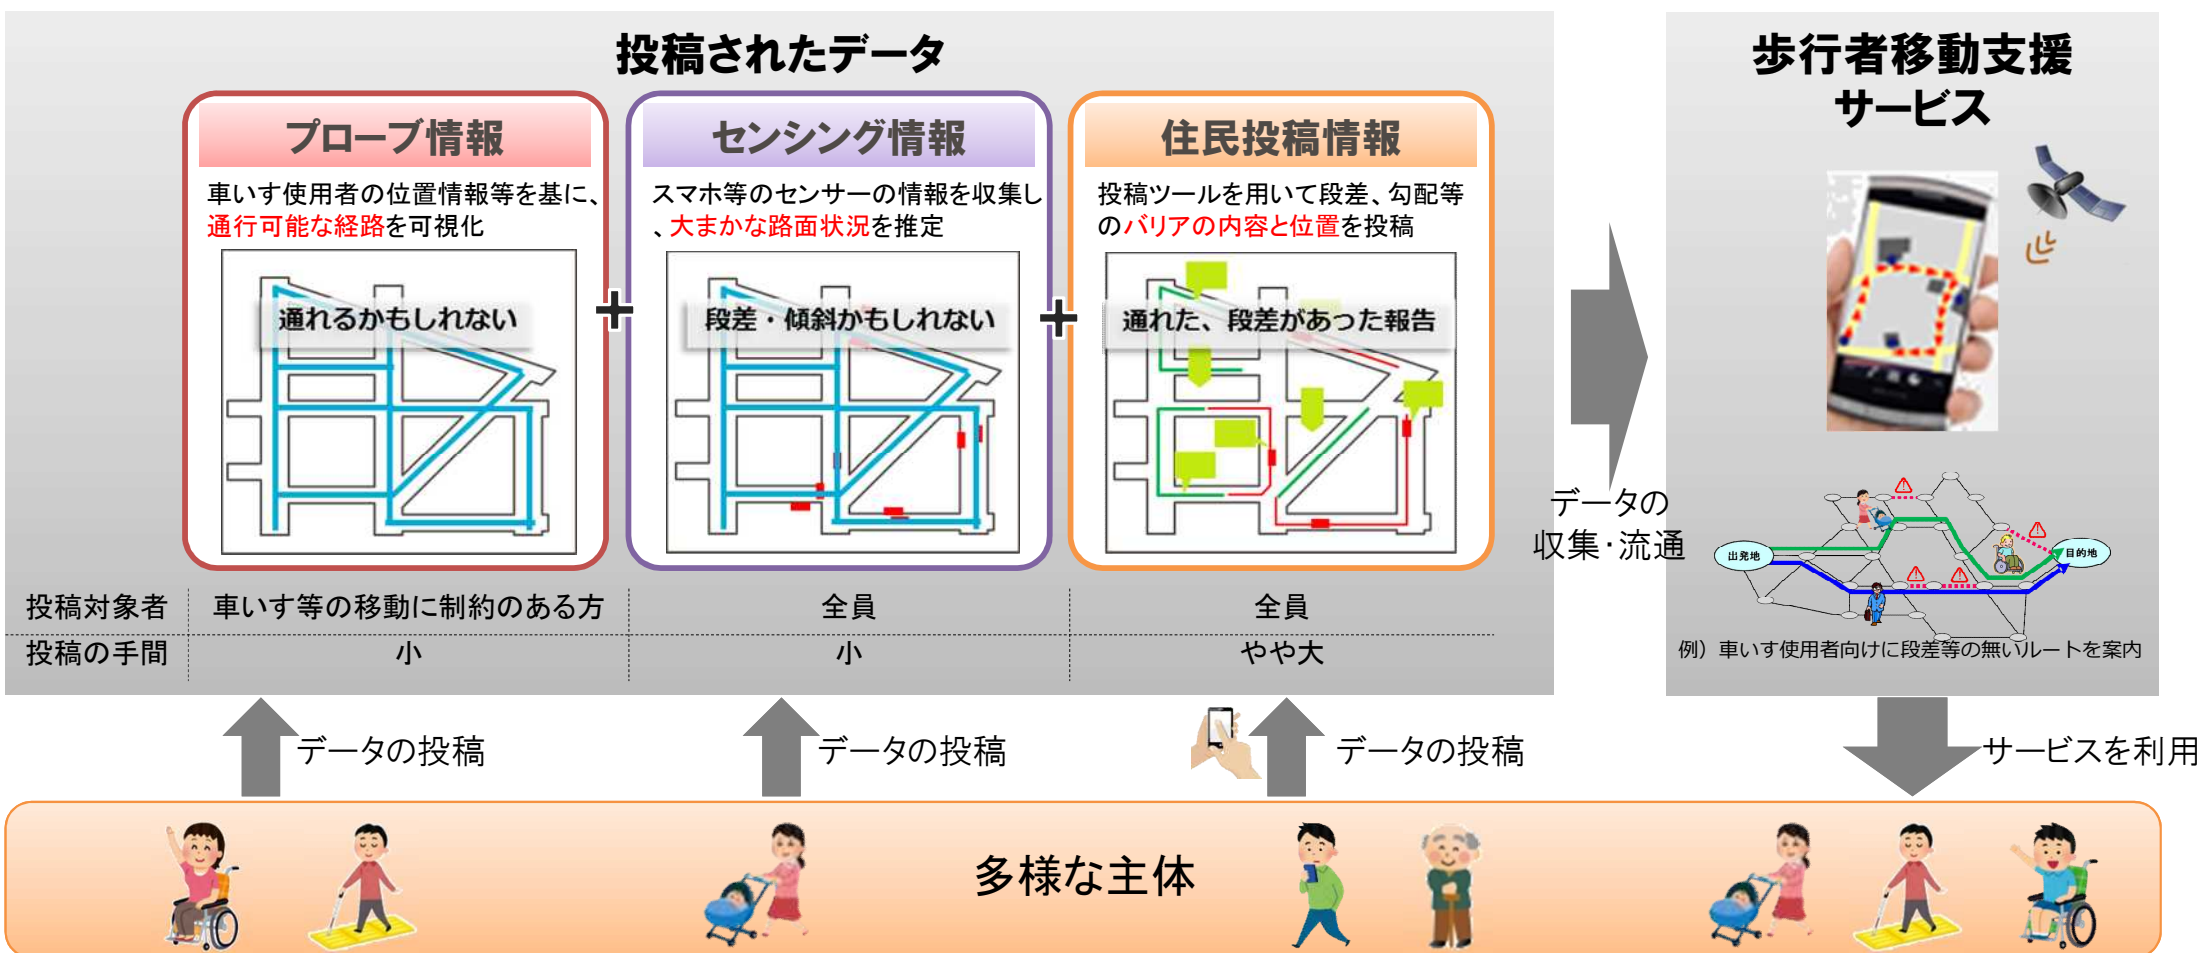 投稿されたデータ
プローブ情報
車いす使用者の位置情報等を基に、
通行可能な経路を可視化
通れるかもしれない
センシング情報
スマホ等のセンサーの情報を収集し
、大まかな路面状況を推定
段差・傾斜かもしれない
住民投稿情報
投稿ツールを用いて段差、勾配等
のバリアの内容と位置を投稿
通れた、段差があった報告
投稿対象者
車いす等の移動に制約のある方
全員
全員
投稿の手間
小
小
やや大
データの
収集・流通
歩行者移動支援
サービス
出発地
目的地
例）車いす使用者向けに段差等の無いルートを案内
データの投稿
データの投稿
データの投稿
サービスを利用
多様な主体